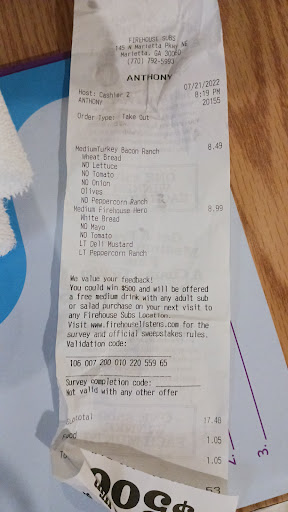 FIREHOUSE SUBS
145 N Marietta Pkwy NE
Marietta, GA 30060
(770) 792-5993
ANTHONY
07/21/2022
Host: Cashier 2 8:19 PM
ANTHONY 20155
Order Type: Take Out
MediumTurkey Bacon Ranch 8.49
Wheat Bread
NO Lettuce
NO Tomato
NO Onion
Olives
NO Peppercorn Ranch
Medium Firehouse Hero 8.99
White Bread
NO Mayo
NO Tomato
LT Deli Mustard
LT Peppercorn Ranch
We value your feedback!
You could win $500 and will be offered
a free medium drink with any adult sub
or salad purchase on your next visit to
any Firehouse Subs Location.
Visit www.firehouselistens.com for the
survey and official sweepstakes rules.
Validation code:
106 007 200 010 220 559 65
Survey completion code:
Not valid with any other offer
Subtotal 17.48
Food 1.05
1.05
53
3.